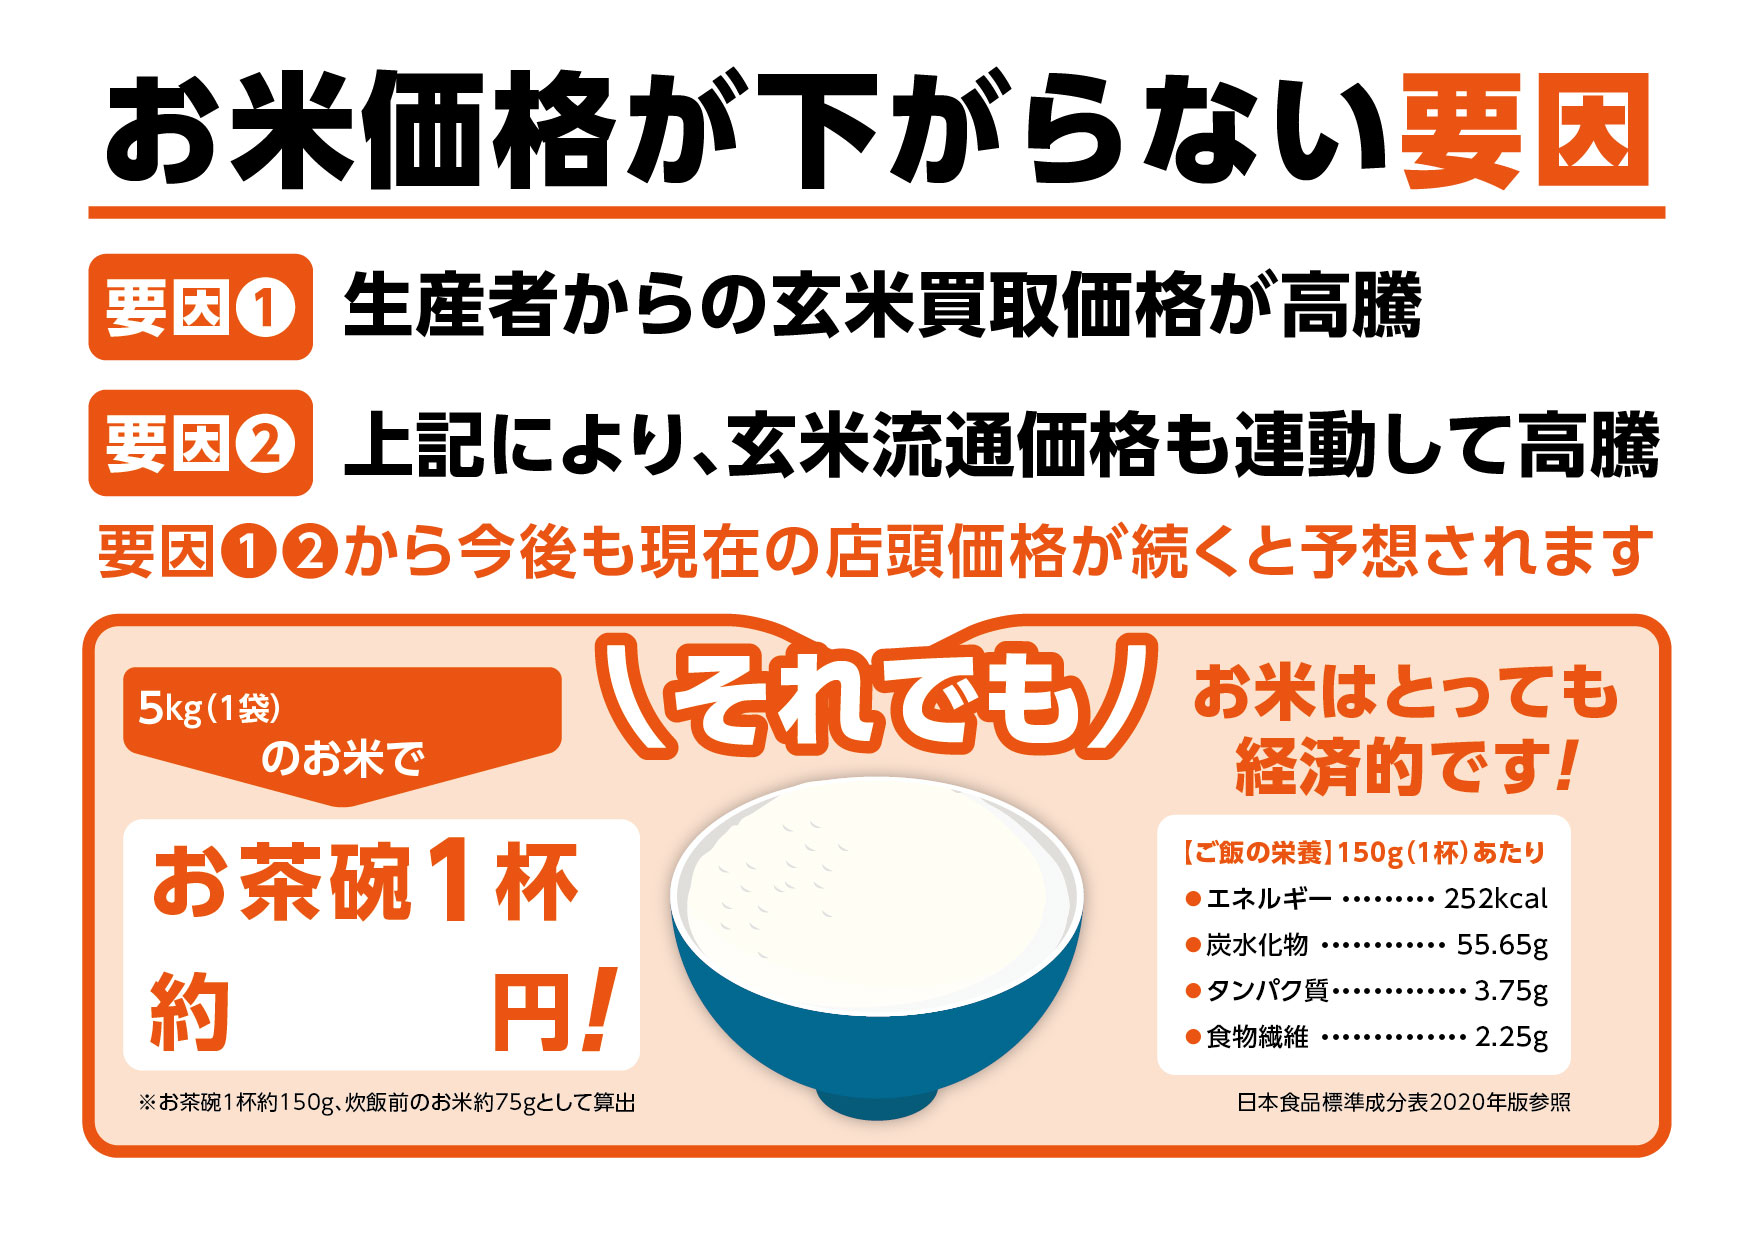 お米価格が下がらない要因
要因❶ 生産者からの玄米買取価格が高騰
要因❷ 上記により、玄米流通価格も連動して高騰
要因❶❷から今後も現在の店頭価格が続くと予想されます
\それでも/
5kg(1袋)
のお米で
お茶碗1杯
約 円!
※お茶碗1杯約150g、炊飯前のお米約75gとして算出
お米はとっても
経済的です!
【ご飯の栄養】150g(1杯)あたり
●エネルギー ⋯⋯⋯ 252kcal
●炭水化物 ⋯⋯⋯⋯ 55.65g
●タンパク質⋯⋯⋯⋯⋯ 3.75g
●食物繊維 ⋯⋯⋯⋯⋯ 2.25g
日本食品標準成分表2020年版参照